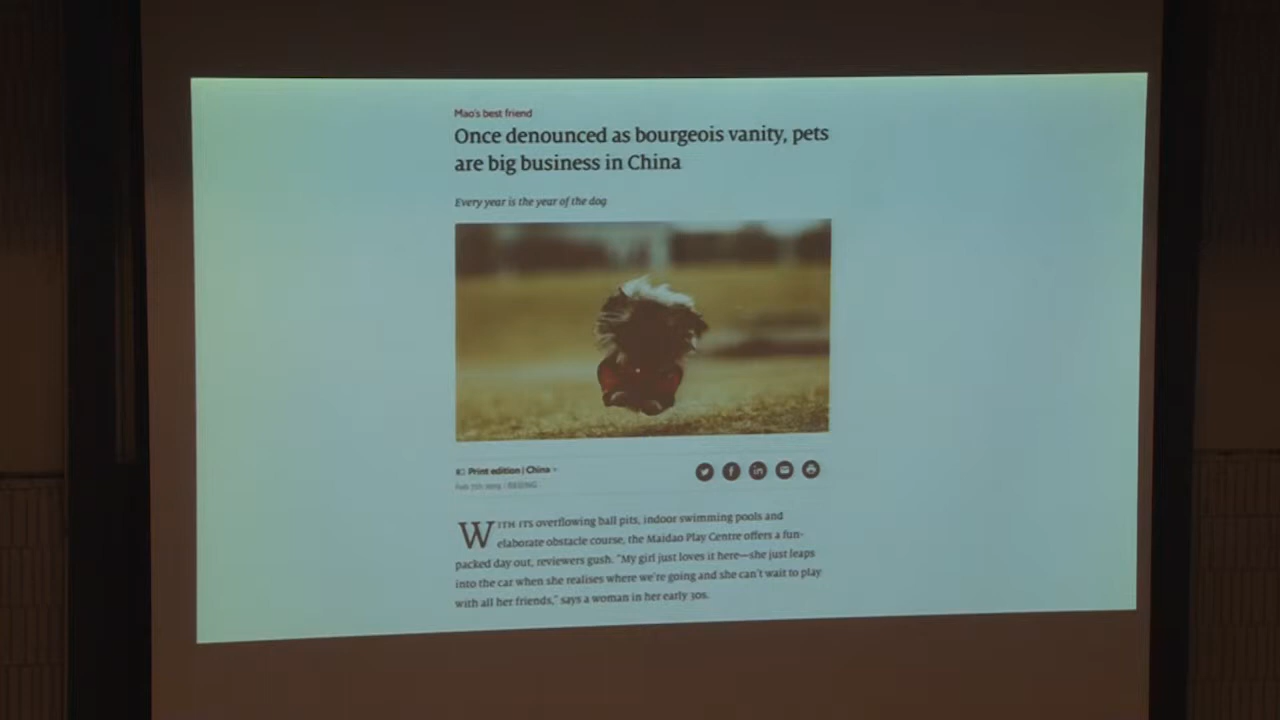 Mao's best friend
Once denounced as bourgeois vanity, pets
are big business in China
Every year is the year of the dog
Print edition | China
Feb 7th 2019 | BEIJING
WITH ITS overflowing ball pits, indoor swimming pools and
elaborate obstacle course, the Maidao Play Centre offers a fun-
packed day out, reviewers gush. "My girl just loves it here—she just leaps
into the car when she realises where we're going and she can't wait to play
with all her friends," says a woman in her early 30s.